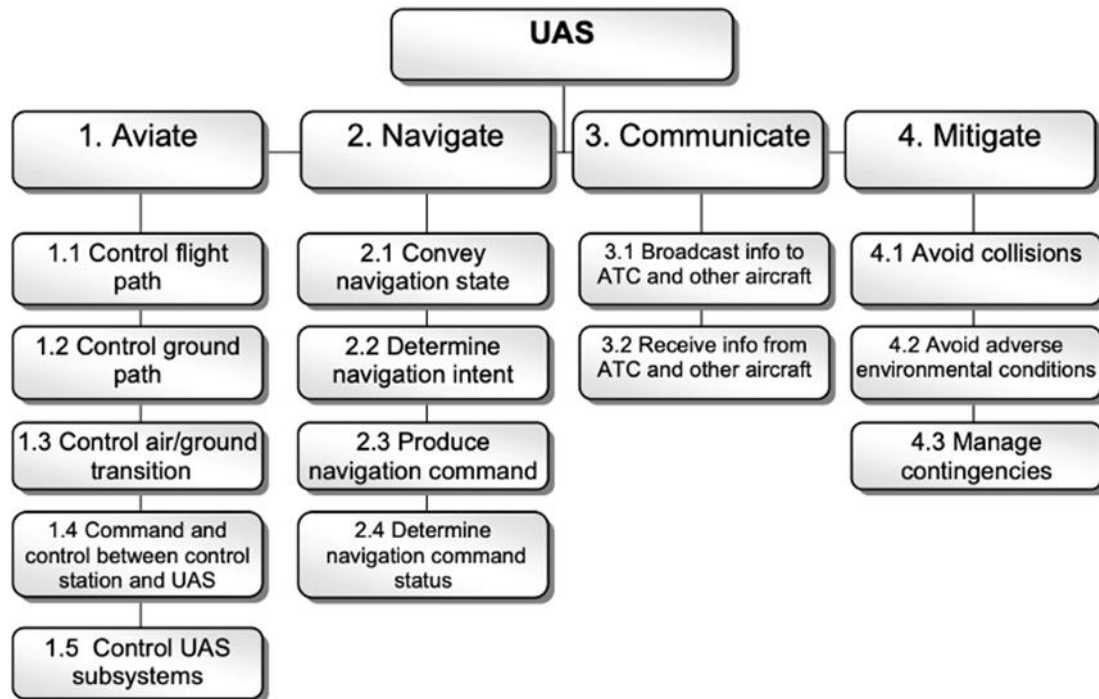 UAS
1. Aviate
2. Navigate
3. Communicate
4. Mitigate
1.1 Control flight
path
1.2 Control ground
path
1.3 Control air/ground
transition
1.4 Command and
control between control
station and UAS
1.5 Control UAS
subsystems
2.1 Convey
navigation state
2.2 Determine
navigation intent
2.3 Produce
navigation command
2.4 Determine
navigation command
status
3.1 Broadcast info to
ATC and other aircraft
3.2 Receive info from
ATC and other aircraft
4.1 Avoid collisions
4.2 Avoid adverse
environmental conditions
4.3 Manage
contingencies